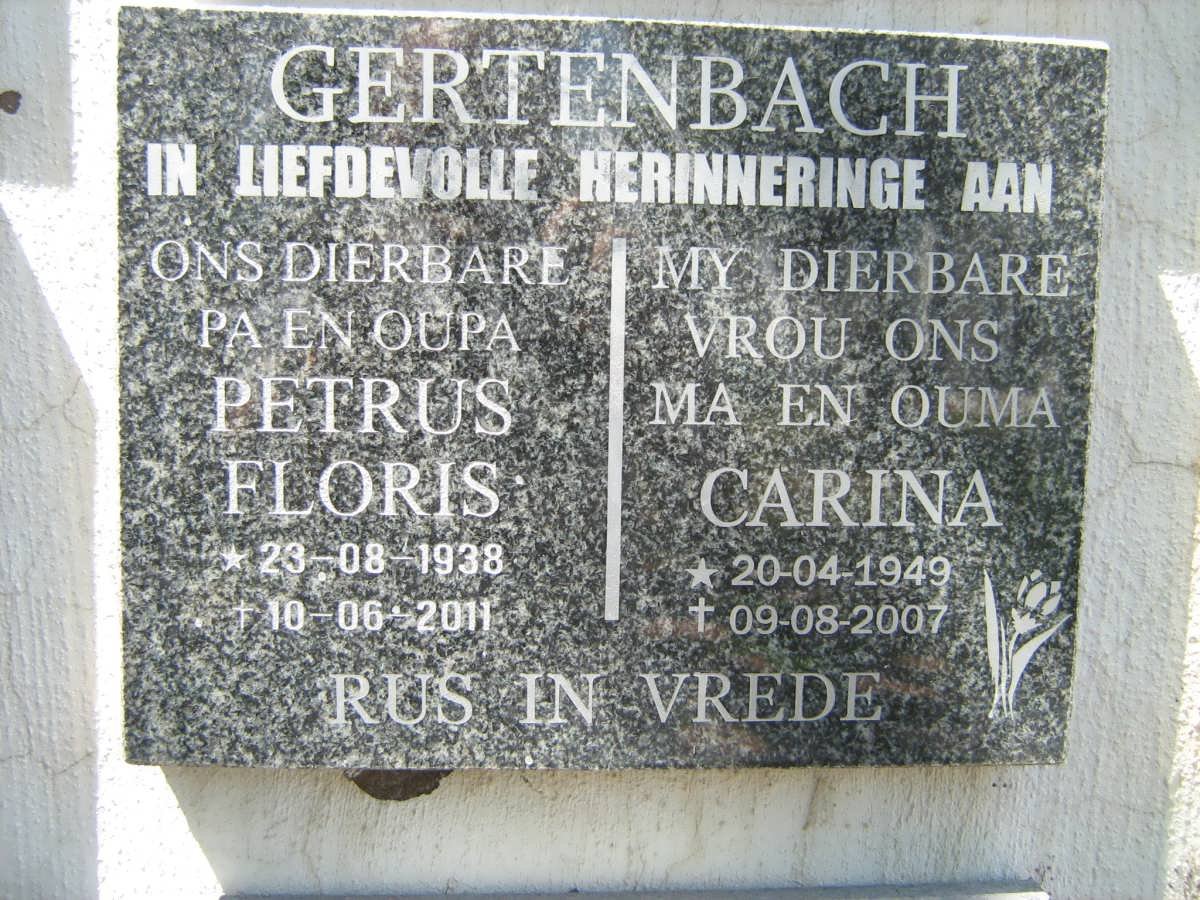 GERTENBACH
IN LIEFDEVOLLE HERINNERINGE AAN
ONS DIERBARE
PA EN OUPA
PETRUS
FLORIS
★ 23-08-1938
† 10-06-2011
MY DIERBARE
VROU ONS
MA EN OUMA
CARINA
★ 20-04-1949
† 09-08-2007
RUS IN VREDE